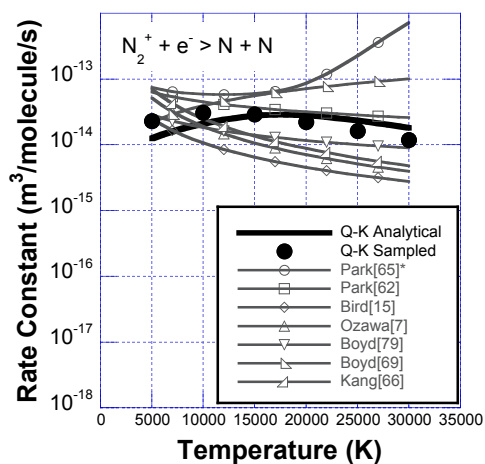 N₂⁺ + e⁻ > N + N
Rate Constant (m³/molecule/s)
10⁻¹³
10⁻¹⁴
10⁻¹⁵
10⁻¹⁶
10⁻¹⁷
10⁻¹⁸
Q-K Analytical
Q-K Sampled
Park[65]*
Park[62]
Bird[15]
Ozawa[7]
Boyd[79]
Boyd[69]
Kang[66]
0 5000 10000 15000 20000 25000 30000 35000
Temperature (K)